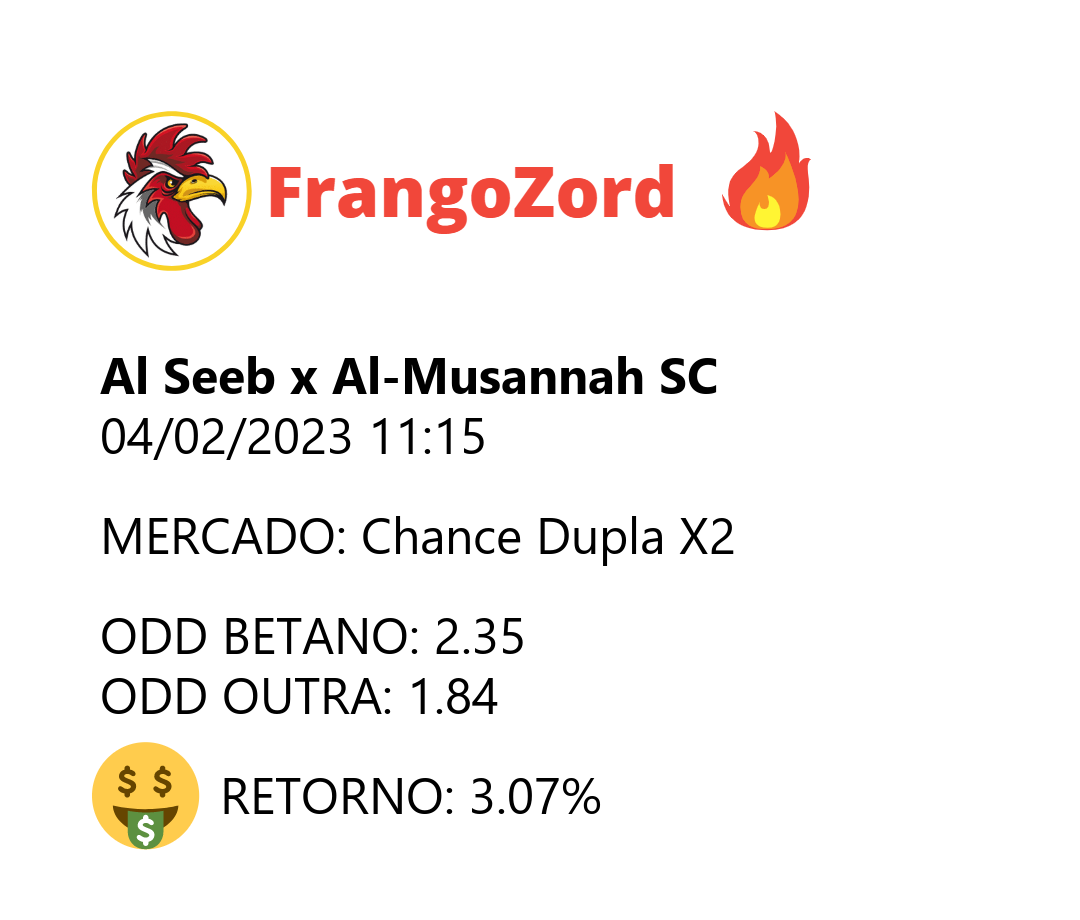 FrangoZord
Al Seeb x Al-Musannah SC
04/02/2023 11:15
MERCADO: Chance Dupla X2
ODD BETANO: 2.35
ODD OUTRA: 1.84
RETORNO: 3.07%